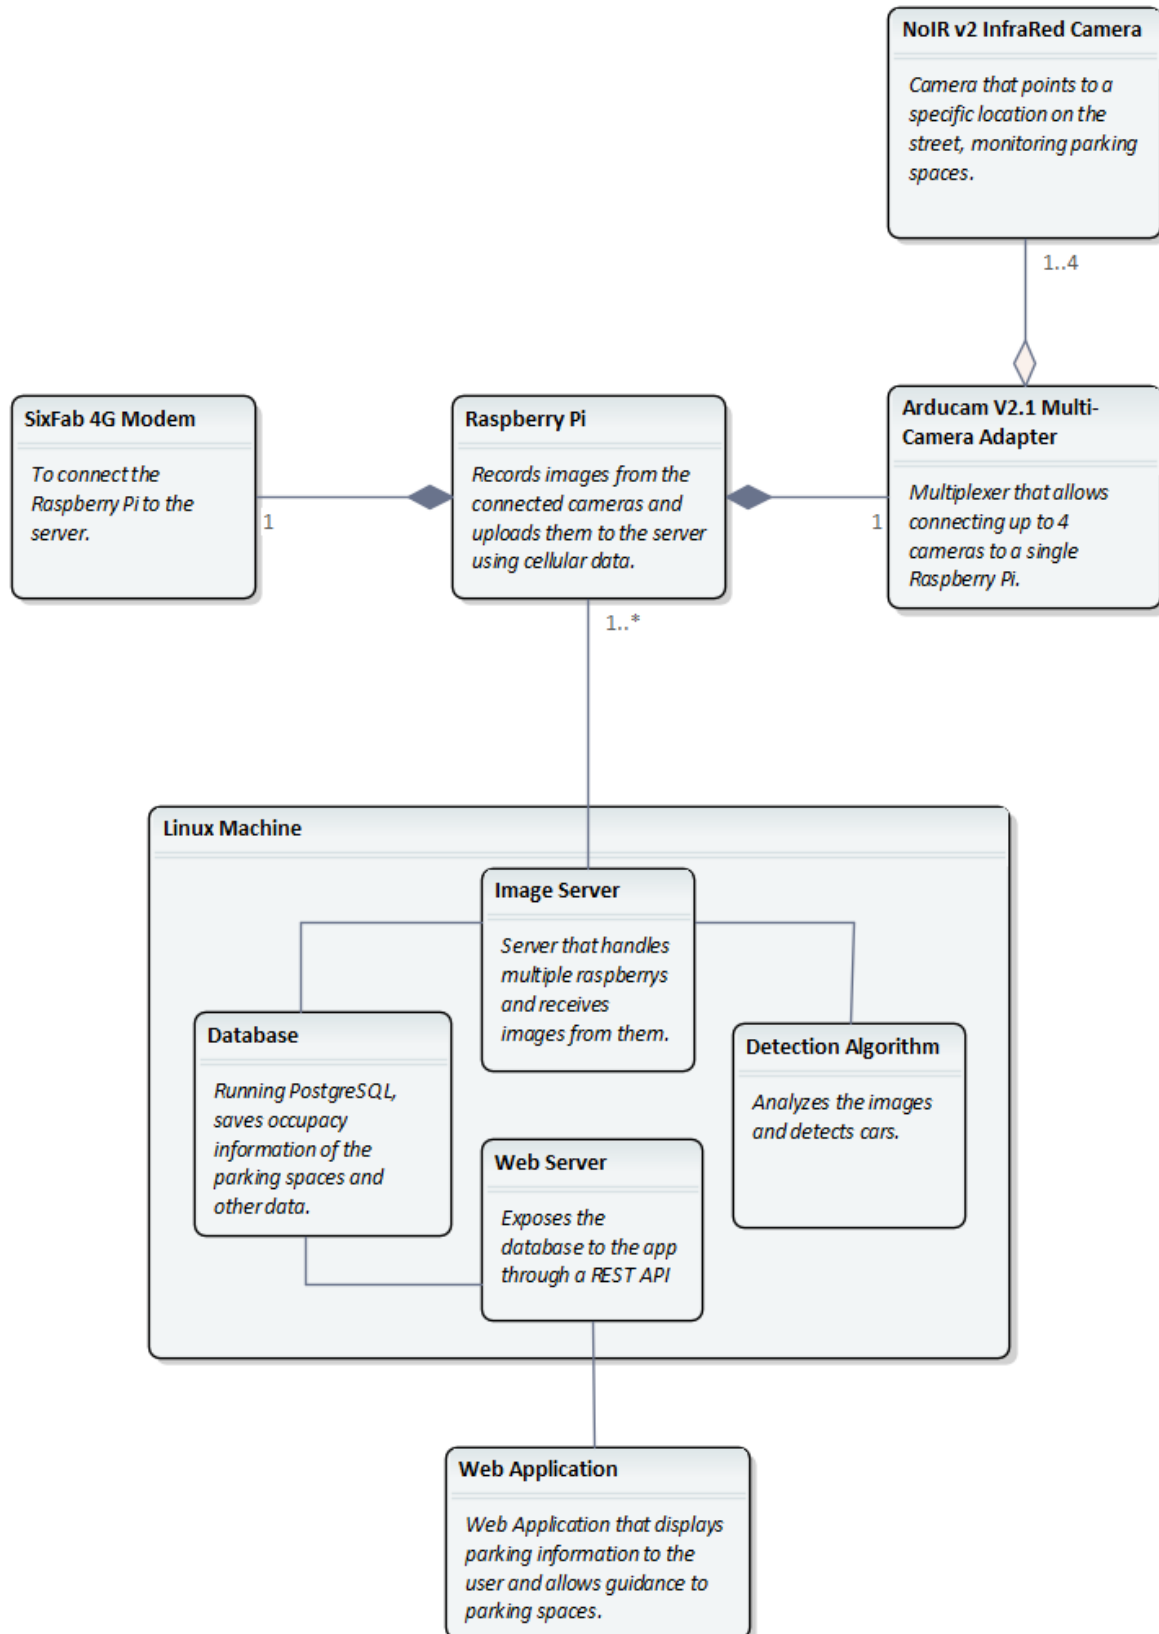 NoIR v2 InfraRed Camera
Camera that points to a
specific location on the
street, monitoring parking
spaces.
1..4
SixFab 4G Modem
To connect the
Raspberry Pi to the
server.
1
Raspberry Pi
Records images from the
connected cameras and
uploads them to the server
using cellular data.
1..*
1
Arducam V2.1 Multi-
Camera Adapter
Multiplexer that allows
connecting up to 4
cameras to a single
Raspberry Pi.
Linux Machine
Image Server
Server that handles
multiple raspberrys
and receives
images from them.
Database
Running PostgreSQL,
saves occupacy
information of the
parking spaces and
other data.
Detection Algorithm
Analyzes the images
and detects cars.
Web Server
Exposes the
database to the app
through a REST API
Web Application
Web Application that displays
parking information to the
user and allows guidance to
parking spaces.